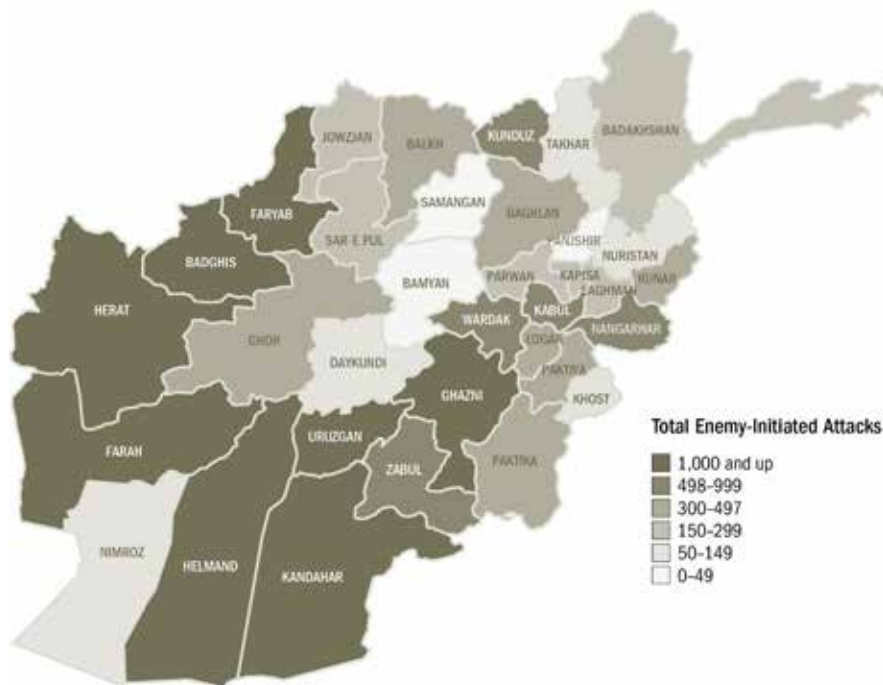 KUNDUZ
JOWZJAN
BALKH
TAKHAR
BADAKHSHAN
SAMANGAN
FARYAB
BAGHLAN
SAR E PUL
PANJSHIR
NURISTAN
BADGHIS
PARWAN
KAPISA
KUNAR
BAMYAN
LAGHMAN
HERAT
WARDAK
KABUL
NANGARHAR
GHOR
LOGAR
DAYKUNDI
PAKTIYA
GHAZNI
KHOST
URUZGAN
FARAH
PAKTIKA
ZABUL
NIMROZ
HELMAND
KANDAHAR
Total Enemy-Initiated Attacks
1,000 and up
498–999
300–497
150–299
50-149
0–49